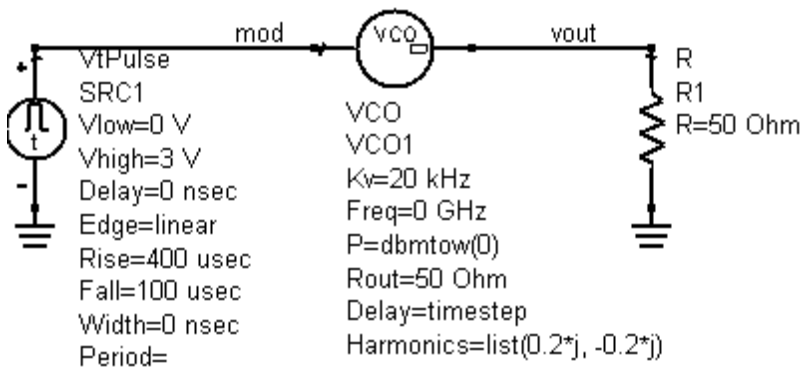 mod
VCO
vout
+
VtPulse
SRC1
Vlow=0 V
Vhigh=3 V
Delay=0 nsec
Edge=linear
Rise=400 usec
Fall=100 usec
Width=0 nsec
Period=
t
-
VCO
VCO1
Kv=20 kHz
Freq=0 GHz
P=dbmtow(0)
Rout=50 Ohm
Delay=timestep
Harmonics=list(0.2*j, -0.2*j)
R
R1
R=50 Ohm